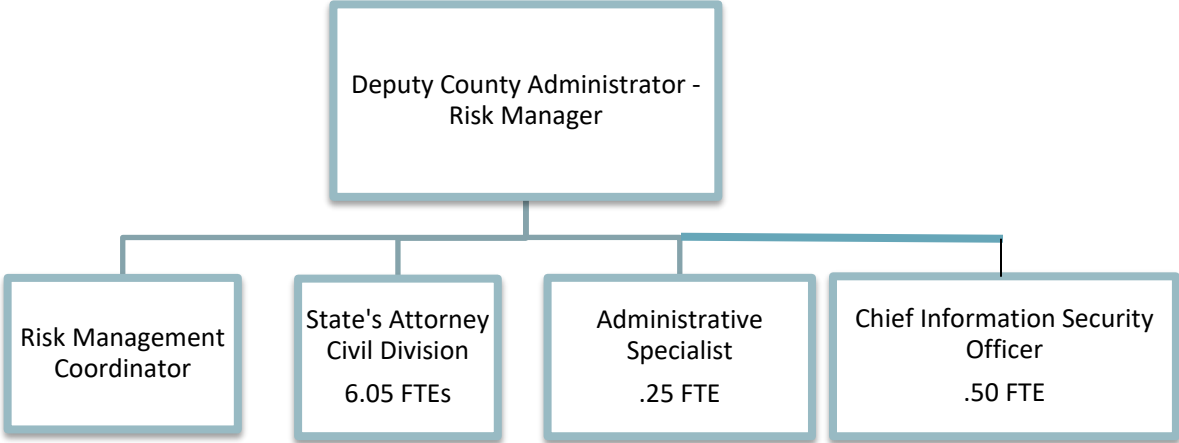 Deputy County Administrator -
Risk Manager
Risk Management
Coordinator
State's Attorney
Civil Division
6.05 FTEs
Administrative
Specialist
.25 FTE
Chief Information Security
Officer
.50 FTE